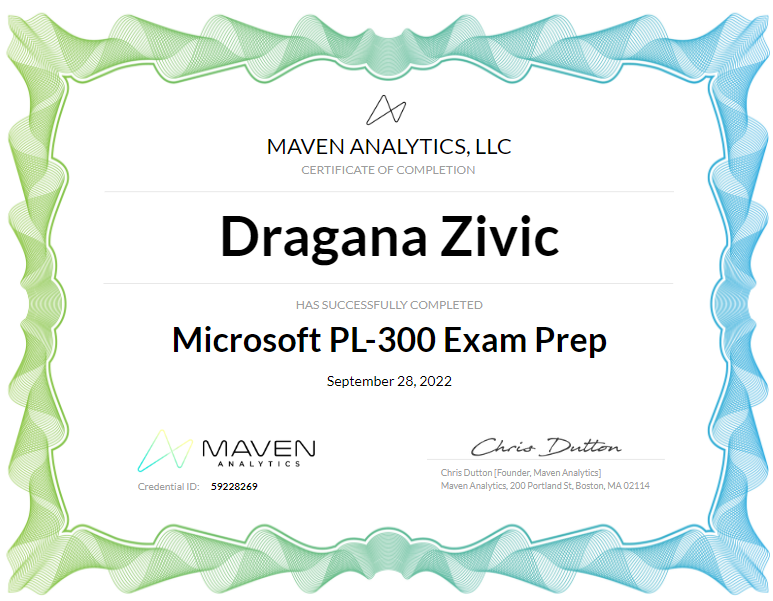 MAVEN ANALYTICS, LLC
CERTIFICATE OF COMPLETION
Dragana Zivic
HAS SUCCESSFULLY COMPLETED
Microsoft PL-300 Exam Prep
September 28, 2022
MAVEN
ANALYTICS
Credential ID: 59228269
Chris Dutton
Chris Dutton [Founder, Maven Analytics]
Maven Analytics, 200 Portland St, Boston, MA 02114